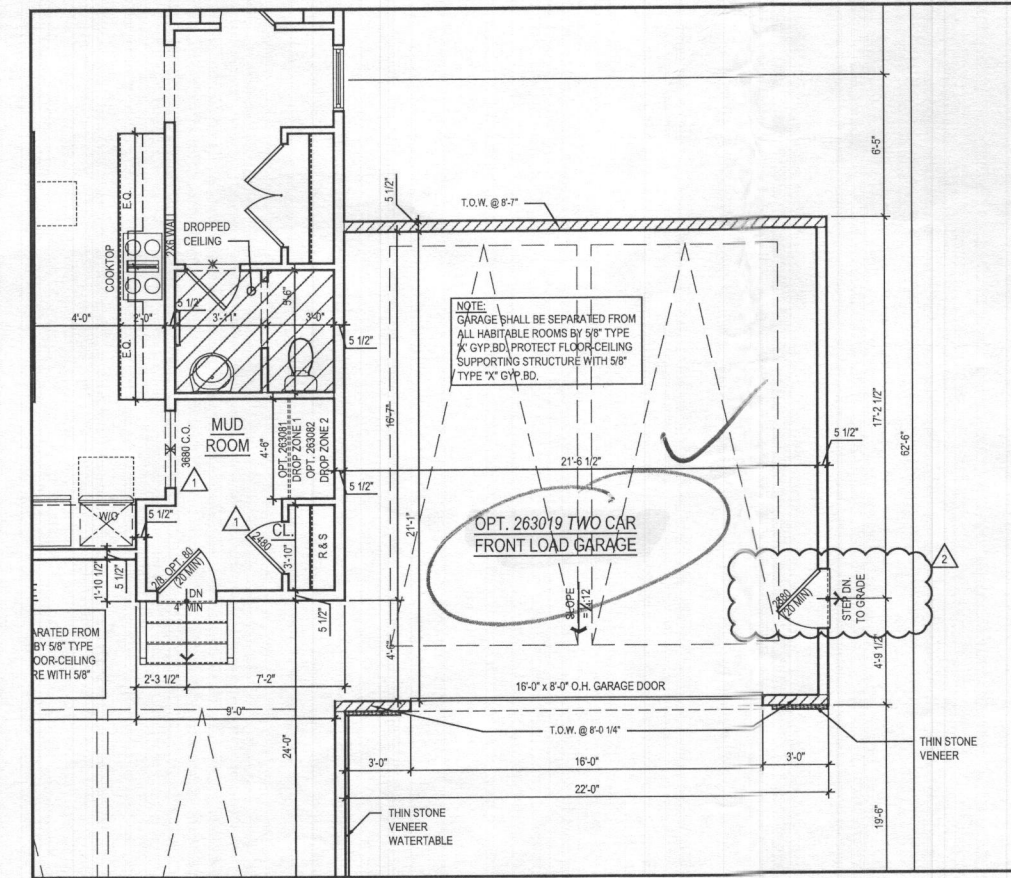 6'-5"
5 1/2"
T.O.W. @ 8'-7"
DROPPED
CEILING
E.Q.
2X6 WALL
COOKTOP
5 1/2"
4'-0"
2'-0"
3'-11"
5'-6"
3'-0"
5 1/2"
E.Q.
NOTE:
GARAGE SHALL BE SEPARATED FROM
ALL HABITABLE ROOMS BY 5/8" TYPE
'X' GYP.BD. PROTECT FLOOR-CEILING
SUPPORTING STRUCTURE WITH 5/8"
TYPE "X" GYP.BD.
MUD
ROOM
3680 C.O.
4'-6"
OPT. 263081
DROP ZONE 1
OPT. 263082
DROP ZONE 2
16'-7"
17'-2 1/2"
62'-6"
5 1/2"
21'-6 1/2"
5 1/2"
1
W/O
5 1/2"
1
CL.
2480
3'-10"
R & S
21'-1"
OPT. 263019 TWO CAR
FRONT LOAD GARAGE
2
1'-10 1/2"
5 1/2"
2/8, OPT. 80
(20 MIN)
DN
4" MIN
5 1/2"
SLOPE
2880
(20 MIN)
STEP DN.
TO GRADE
E
ARATED FROM
BY 5/8" TYPE
OOR-CEILING
RE WITH 5/8"
4'-6"
4'-9 1/2"
2'-3 1/2"
7'-2"
16'-0" x 8'-0" O.H. GARAGE DOOR
9'-0"
T.O.W. @ 8'-0 1/4"
24'-0"
THIN STONE
VENEER
3'-0"
16'-0"
3'-0"
22'-0"
THIN STONE
VENEER
WATERTABLE
19'-6"